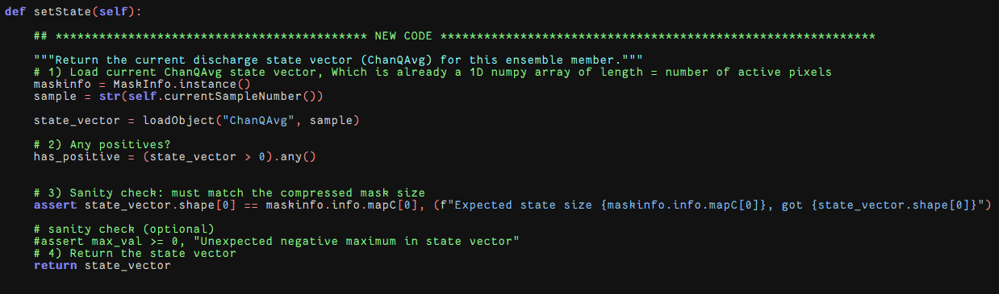 def setState(self):
## ******************************************* NEW CODE ************************************************************
"""Return the current discharge state vector (ChanQAvg) for this ensemble member."""
# 1) Load current ChanQAvg state vector, Which is already a 1D numpy array of length = number of active pixels
maskinfo = MaskInfo.instance()
sample = str(self.currentSampleNumber())
state_vector = loadObject("ChanQAvg", sample)
# 2) Any positives?
has_positive = (state_vector > 0).any()
# 3) Sanity check: must match the compressed mask size
assert state_vector.shape[0] == maskinfo.info.mapC[0], (f"Expected state size {maskinfo.info.mapC[0]}, got {state_vector.shape[0]}")
# sanity check (optional)
#assert max_val >= 0, "Unexpected negative maximum in state vector"
# 4) Return the state vector
return state_vector